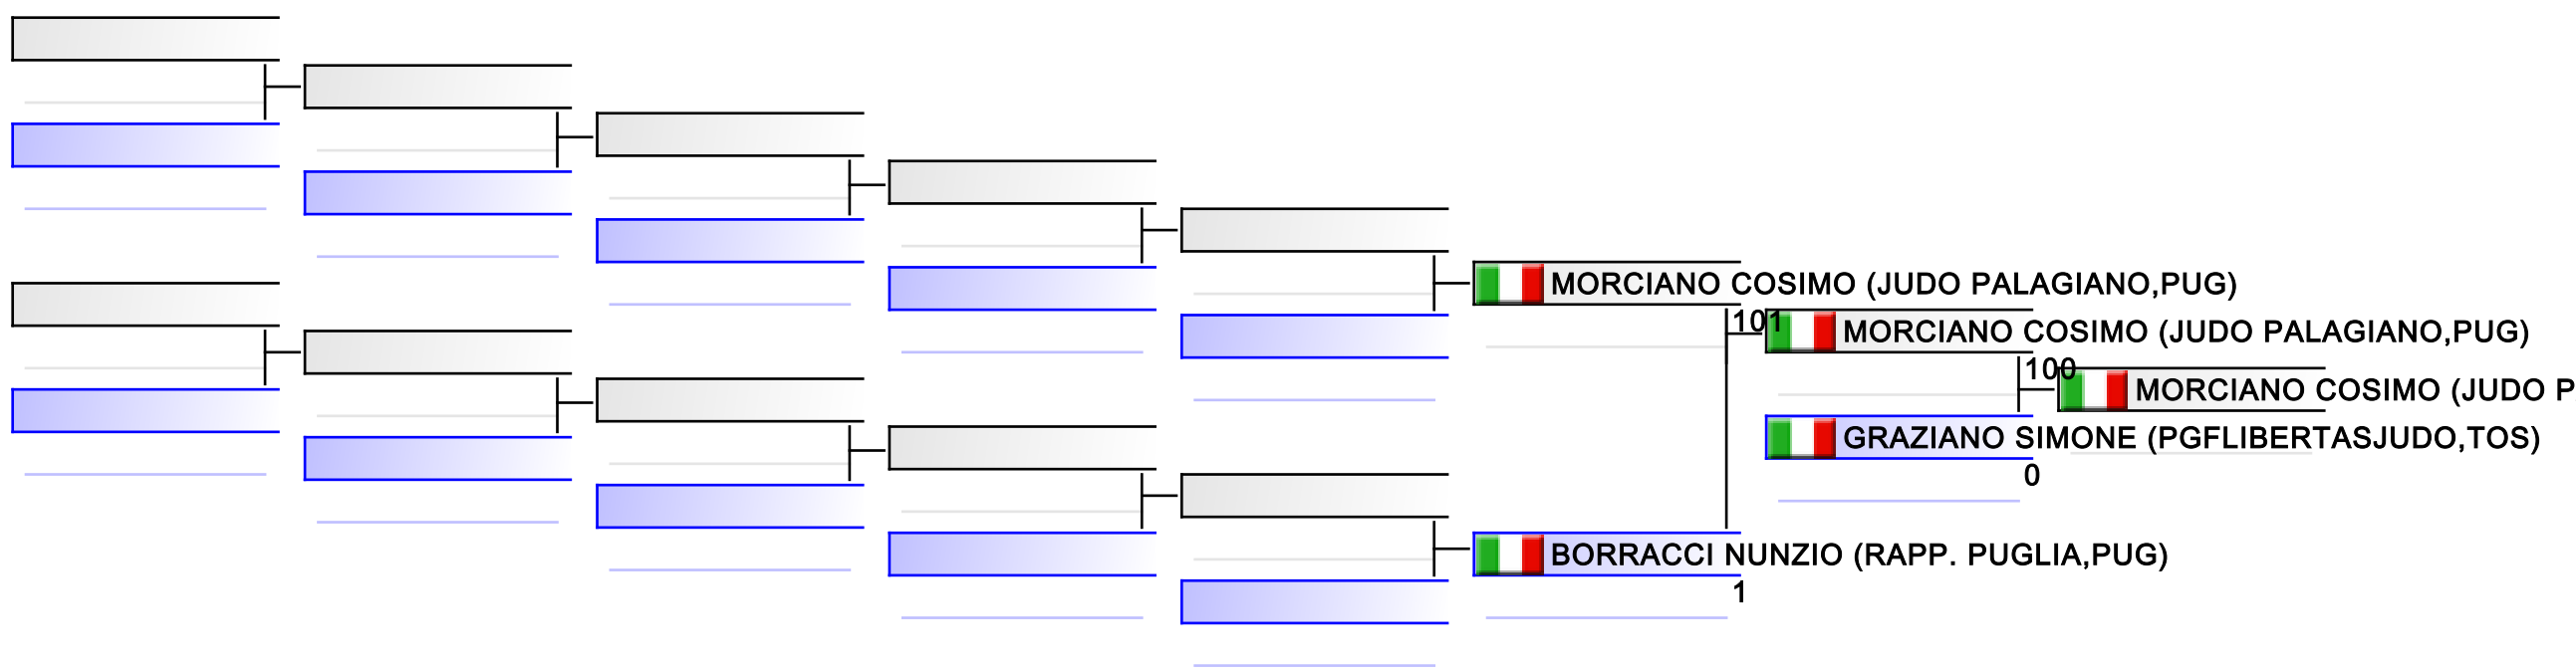 MORCIANO COSIMO (JUDO PALAGIANO,PUG)
101
MORCIANO COSIMO (JUDO PALAGIANO,PUG)
100
MORCIANO COSIMO (JUDO P
GRAZIANO SIMONE (PGFLIBERTASJUDO,TOS)
0
BORRACCI NUNZIO (RAPP. PUGLIA,PUG)
1